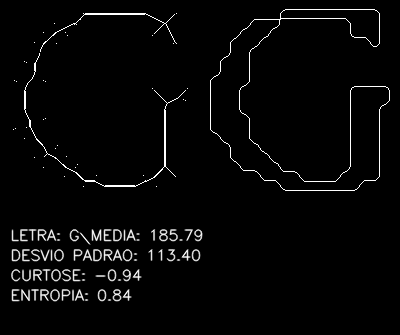 G G
LETRA: G\MEDIA: 185.79
DESVIO PADRAO: 113.40
CURTOSE: -0.94
ENTROPIA: 0.84